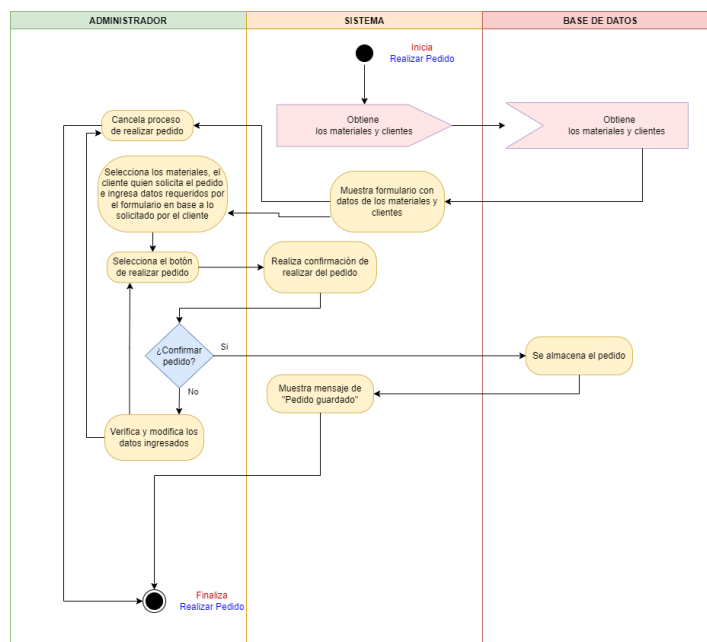 ADMINISTRADOR
SISTEMA
BASE DE DATOS
Inicia
Realizar Pedido
Cancela proceso
de realizar pedido
Obtiene
los materiales y clientes
Obtiene
los materiales y clientes
Selecciona los materiales, el
cliente quien solicita el pedido
e ingresa datos requeridos por
el formulario en base a lo
solicitado por el cliente
Muestra formulario con
datos de los materiales y
clientes
Selecciona el botón
de realizar pedido
Realiza confirmación de
realizar del pedido
¿Confirmar
pedido?
Si
Se almacena el pedido
No
Muestra mensaje de
"Pedido guardado"
Verifica y modifica los
datos ingresados
Finaliza
Realizar Pedido